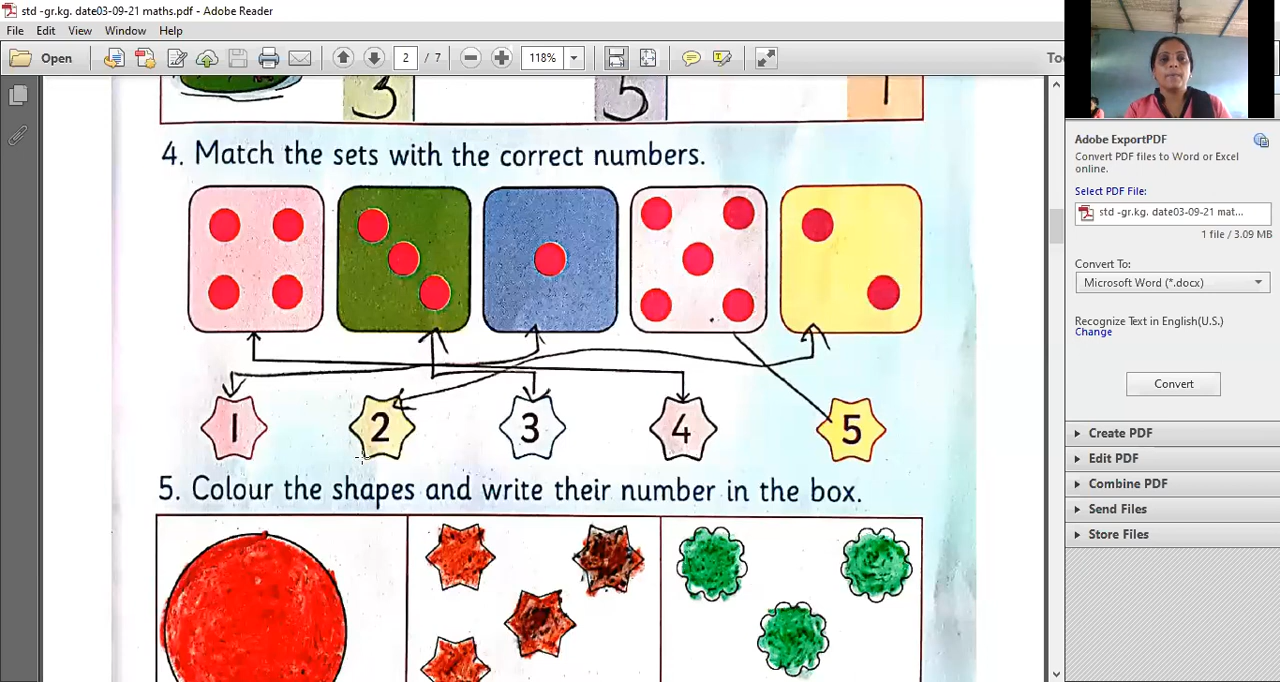 std -gr.kg. date03-09-21 maths.pdf - Adobe Reader
File Edit View Window Help
Open 2 / 7 118% To
3 5 1
4. Match the sets with the correct numbers.
1 2 3 4 5
5. Colour the shapes and write their number in the box.
Adobe ExportPDF
Convert PDF files to Word or Excel
online.
Select PDF File:
std -gr.kg. date03-09-21 mat...
1 file / 3.09 MB
Convert To:
Microsoft Word (*.docx)
Recognize Text in English(U.S.)
Change
Convert
Create PDF
Edit PDF
Combine PDF
Send Files
Store Files